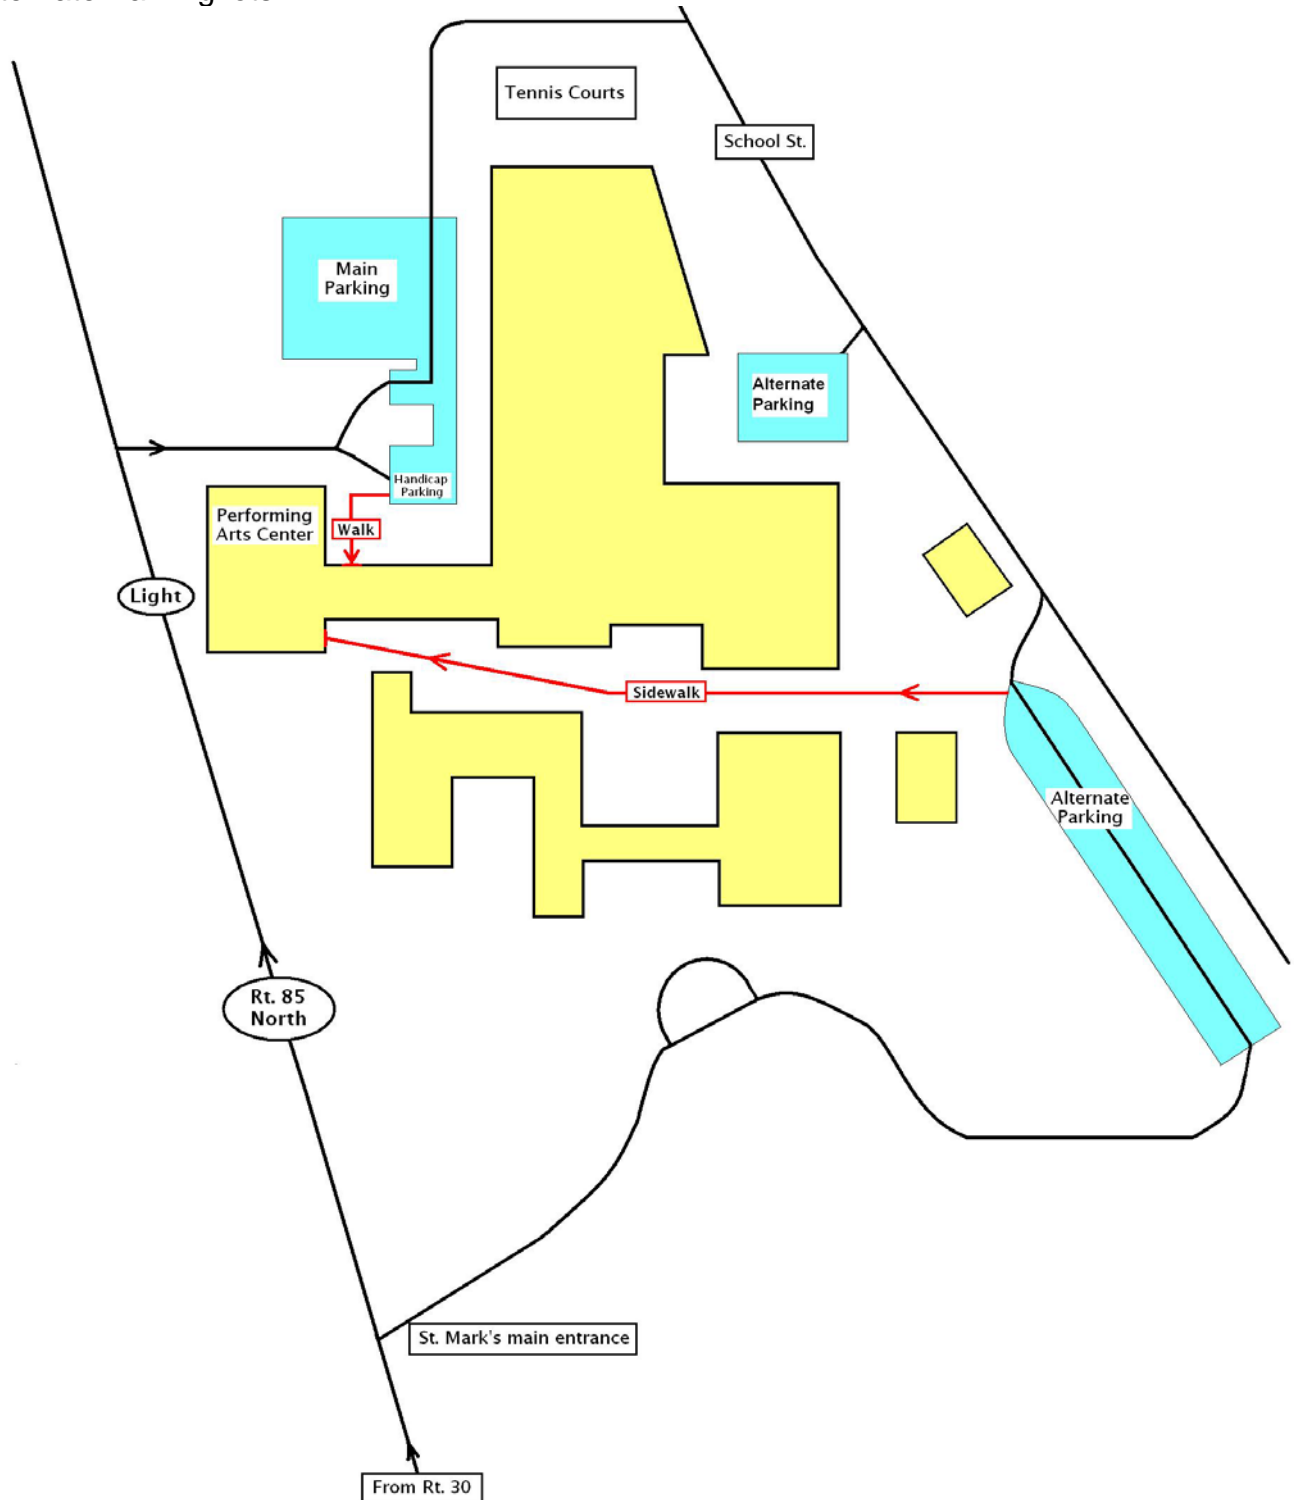 Tennis Courts
School St.
Main
Parking
Alternate
Parking
Handicap
Parking
Performing
Arts Center
Walk
Light
Sidewalk
Alternate
Parking
Rt. 85
North
St. Mark's main entrance
From Rt. 30